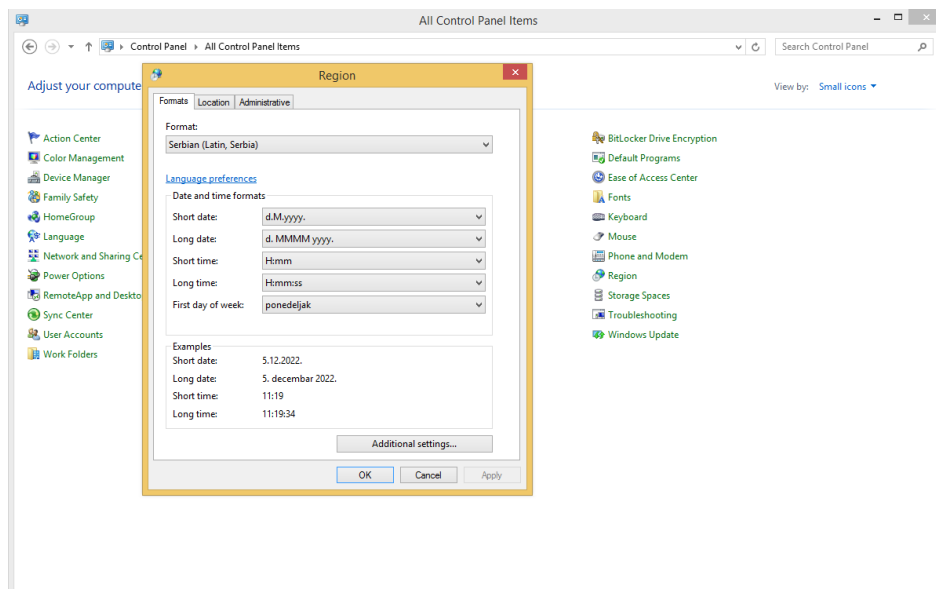 All Control Panel Items
Control Panel All Control Panel Items
Search Control Panel
Adjust your compute
View by: Small icons
Region
Formats Location Administrative
Format:
Serbian (Latin, Serbia)
Language preferences
Date and time formats
Short date: d.M.yyyy.
Long date: d. MMMM yyyy.
Short time: H:mm
Long time: H:mm:ss
First day of week: ponedeljak
Examples
Short date: 5.12.2022.
Long date: 5. decembar 2022.
Short time: 11:19
Long time: 11:19:34
Additional settings...
OK Cancel Apply
Action Center
Color Management
Device Manager
Family Safety
HomeGroup
Language
Network and Sharing Ce
Power Options
RemoteApp and Deskto
Sync Center
User Accounts
Work Folders
BitLocker Drive Encryption
Default Programs
Ease of Access Center
Fonts
Keyboard
Mouse
Phone and Modem
Region
Storage Spaces
Troubleshooting
Windows Update